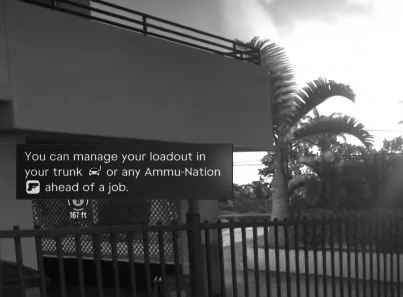 You can manage your loadout in
your trunk or any Ammu-Nation
ahead of a job.
167 ft